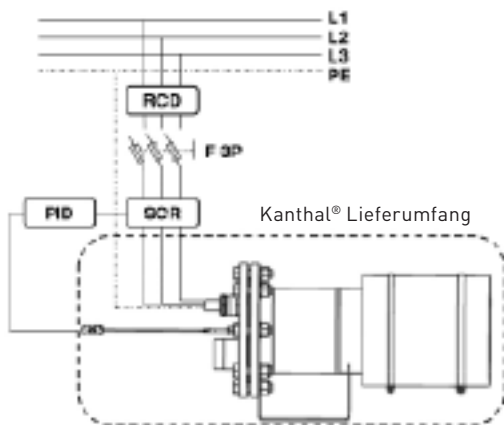 L1
L2
L3
PE
RCD
F 3P
PID
SCR
Kanthal® Lieferumfang